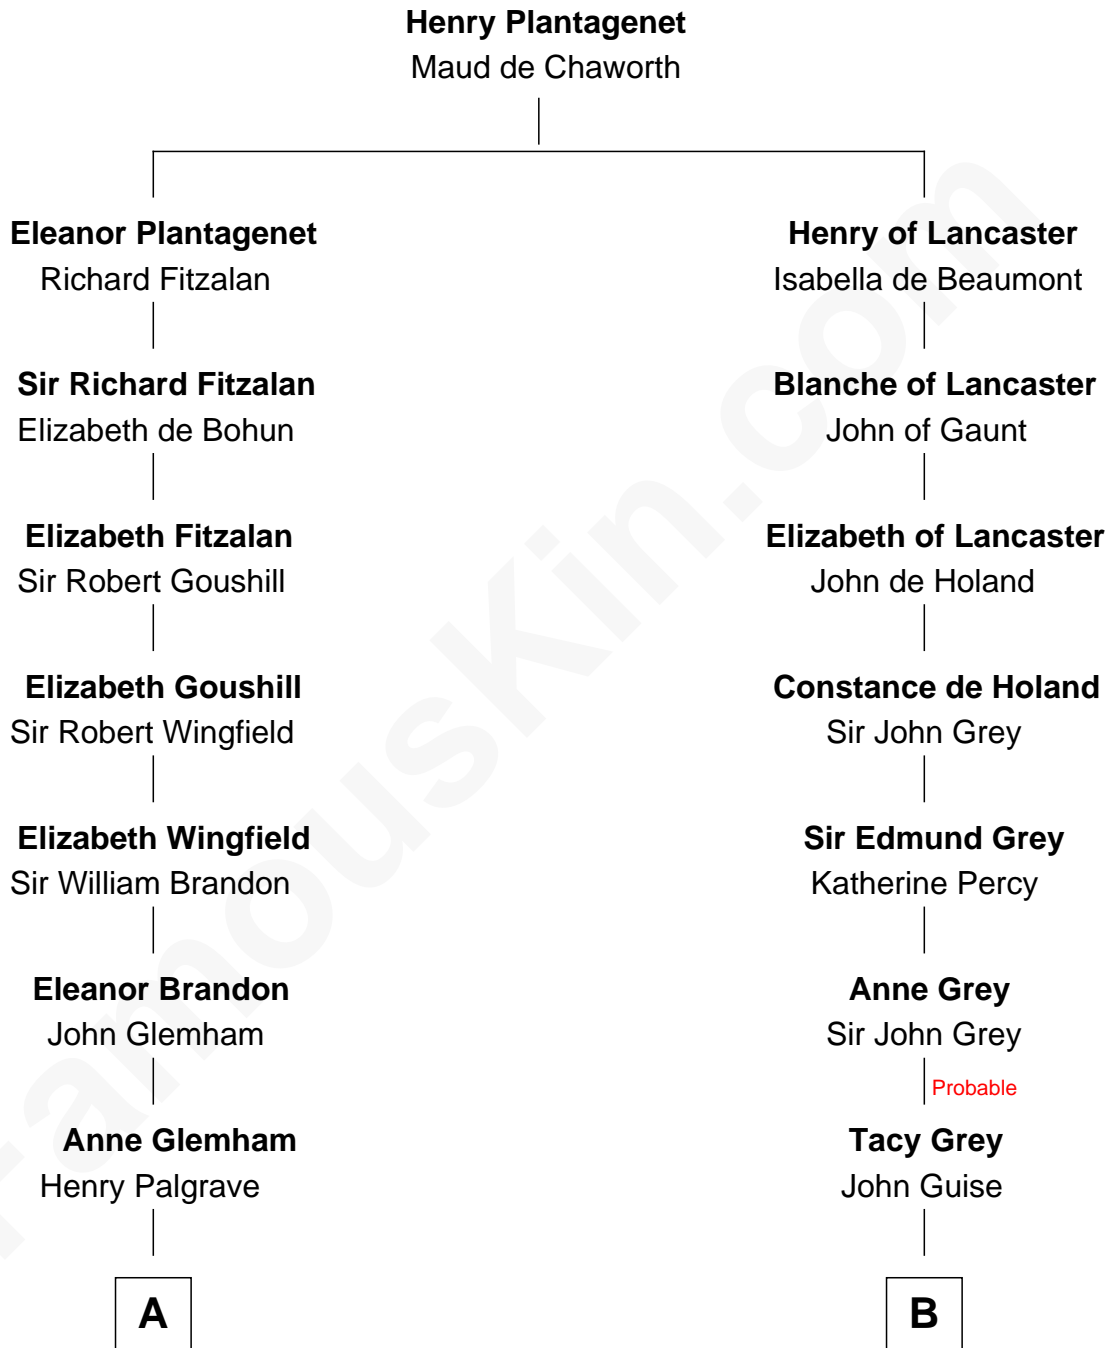 Henry Plantagenet
Maud de Chaworth
Eleanor Plantagenet
Richard Fitzalan
Sir Richard Fitzalan
Elizabeth de Bohun
Elizabeth Fitzalan
Sir Robert Goushill
Elizabeth Goushill
Sir Robert Wingfield
Elizabeth Wingfield
Sir William Brandon
Eleanor Brandon
John Glemham
Anne Glemham
Henry Palgrave
A
Henry of Lancaster
Isabella de Beaumont
Blanche of Lancaster
John of Gaunt
Elizabeth of Lancaster
John de Holand
Constance de Holand
Sir John Grey
Sir Edmund Grey
Katherine Percy
Anne Grey
Sir John Grey
Probable
Tacy Grey
John Guise
B
FamousKin.com